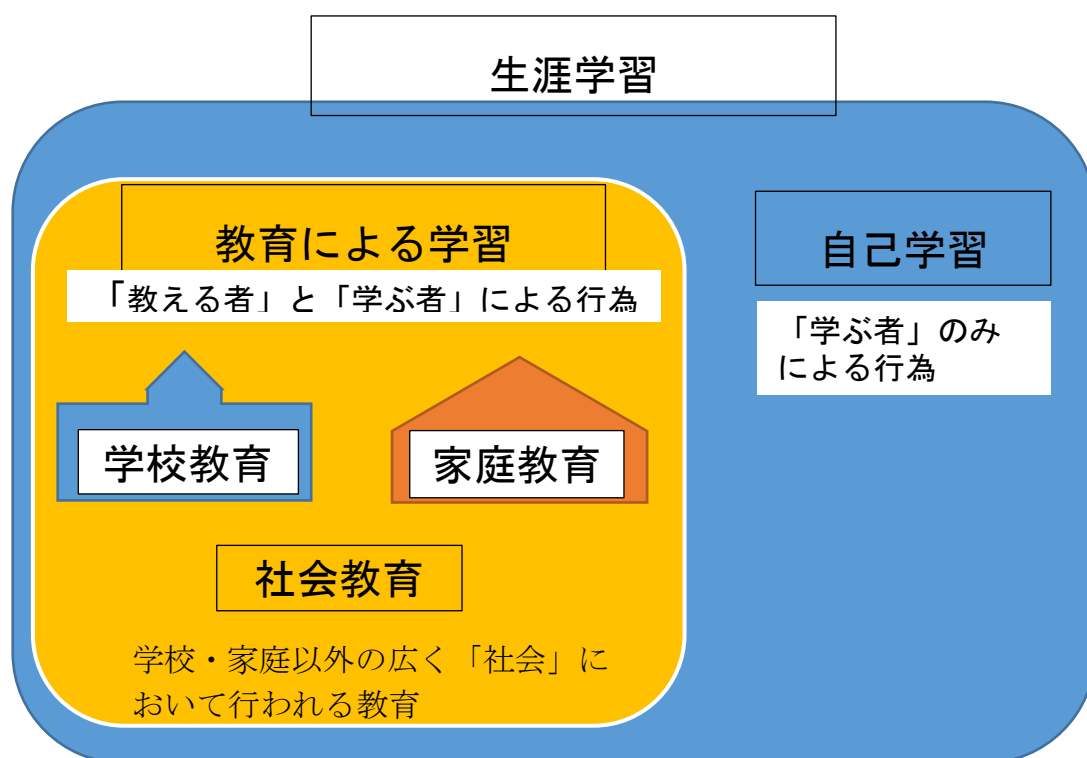 生涯学習
教育による学習
「教える者」と「学ぶ者」による行為
自己学習
「学ぶ者」のみ
による行為
学校教育
家庭教育
社会教育
学校・家庭以外の広く「社会」に
おいて行われる教育